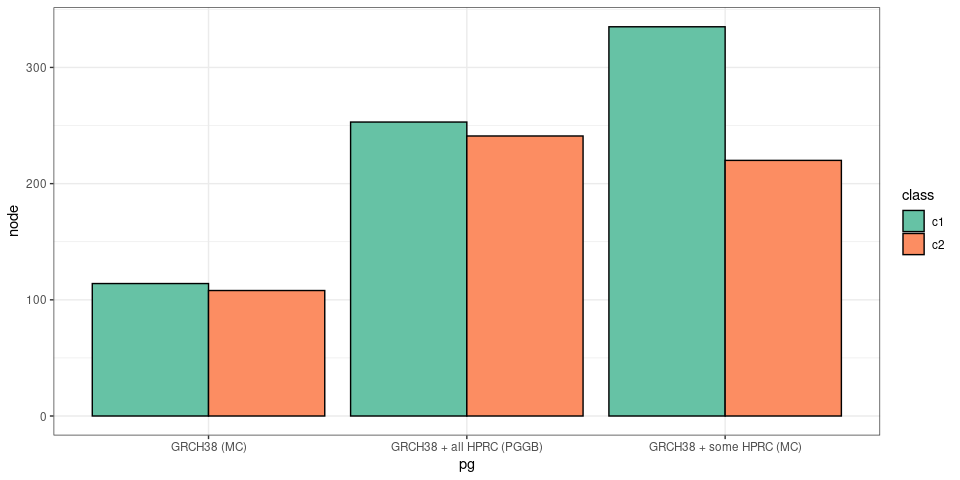 node
300
200
100
0
GRCH38 (MC)
GRCH38 + all HPRC (PGGB)
GRCH38 + some HPRC (MC)
pg
class
c1
c2